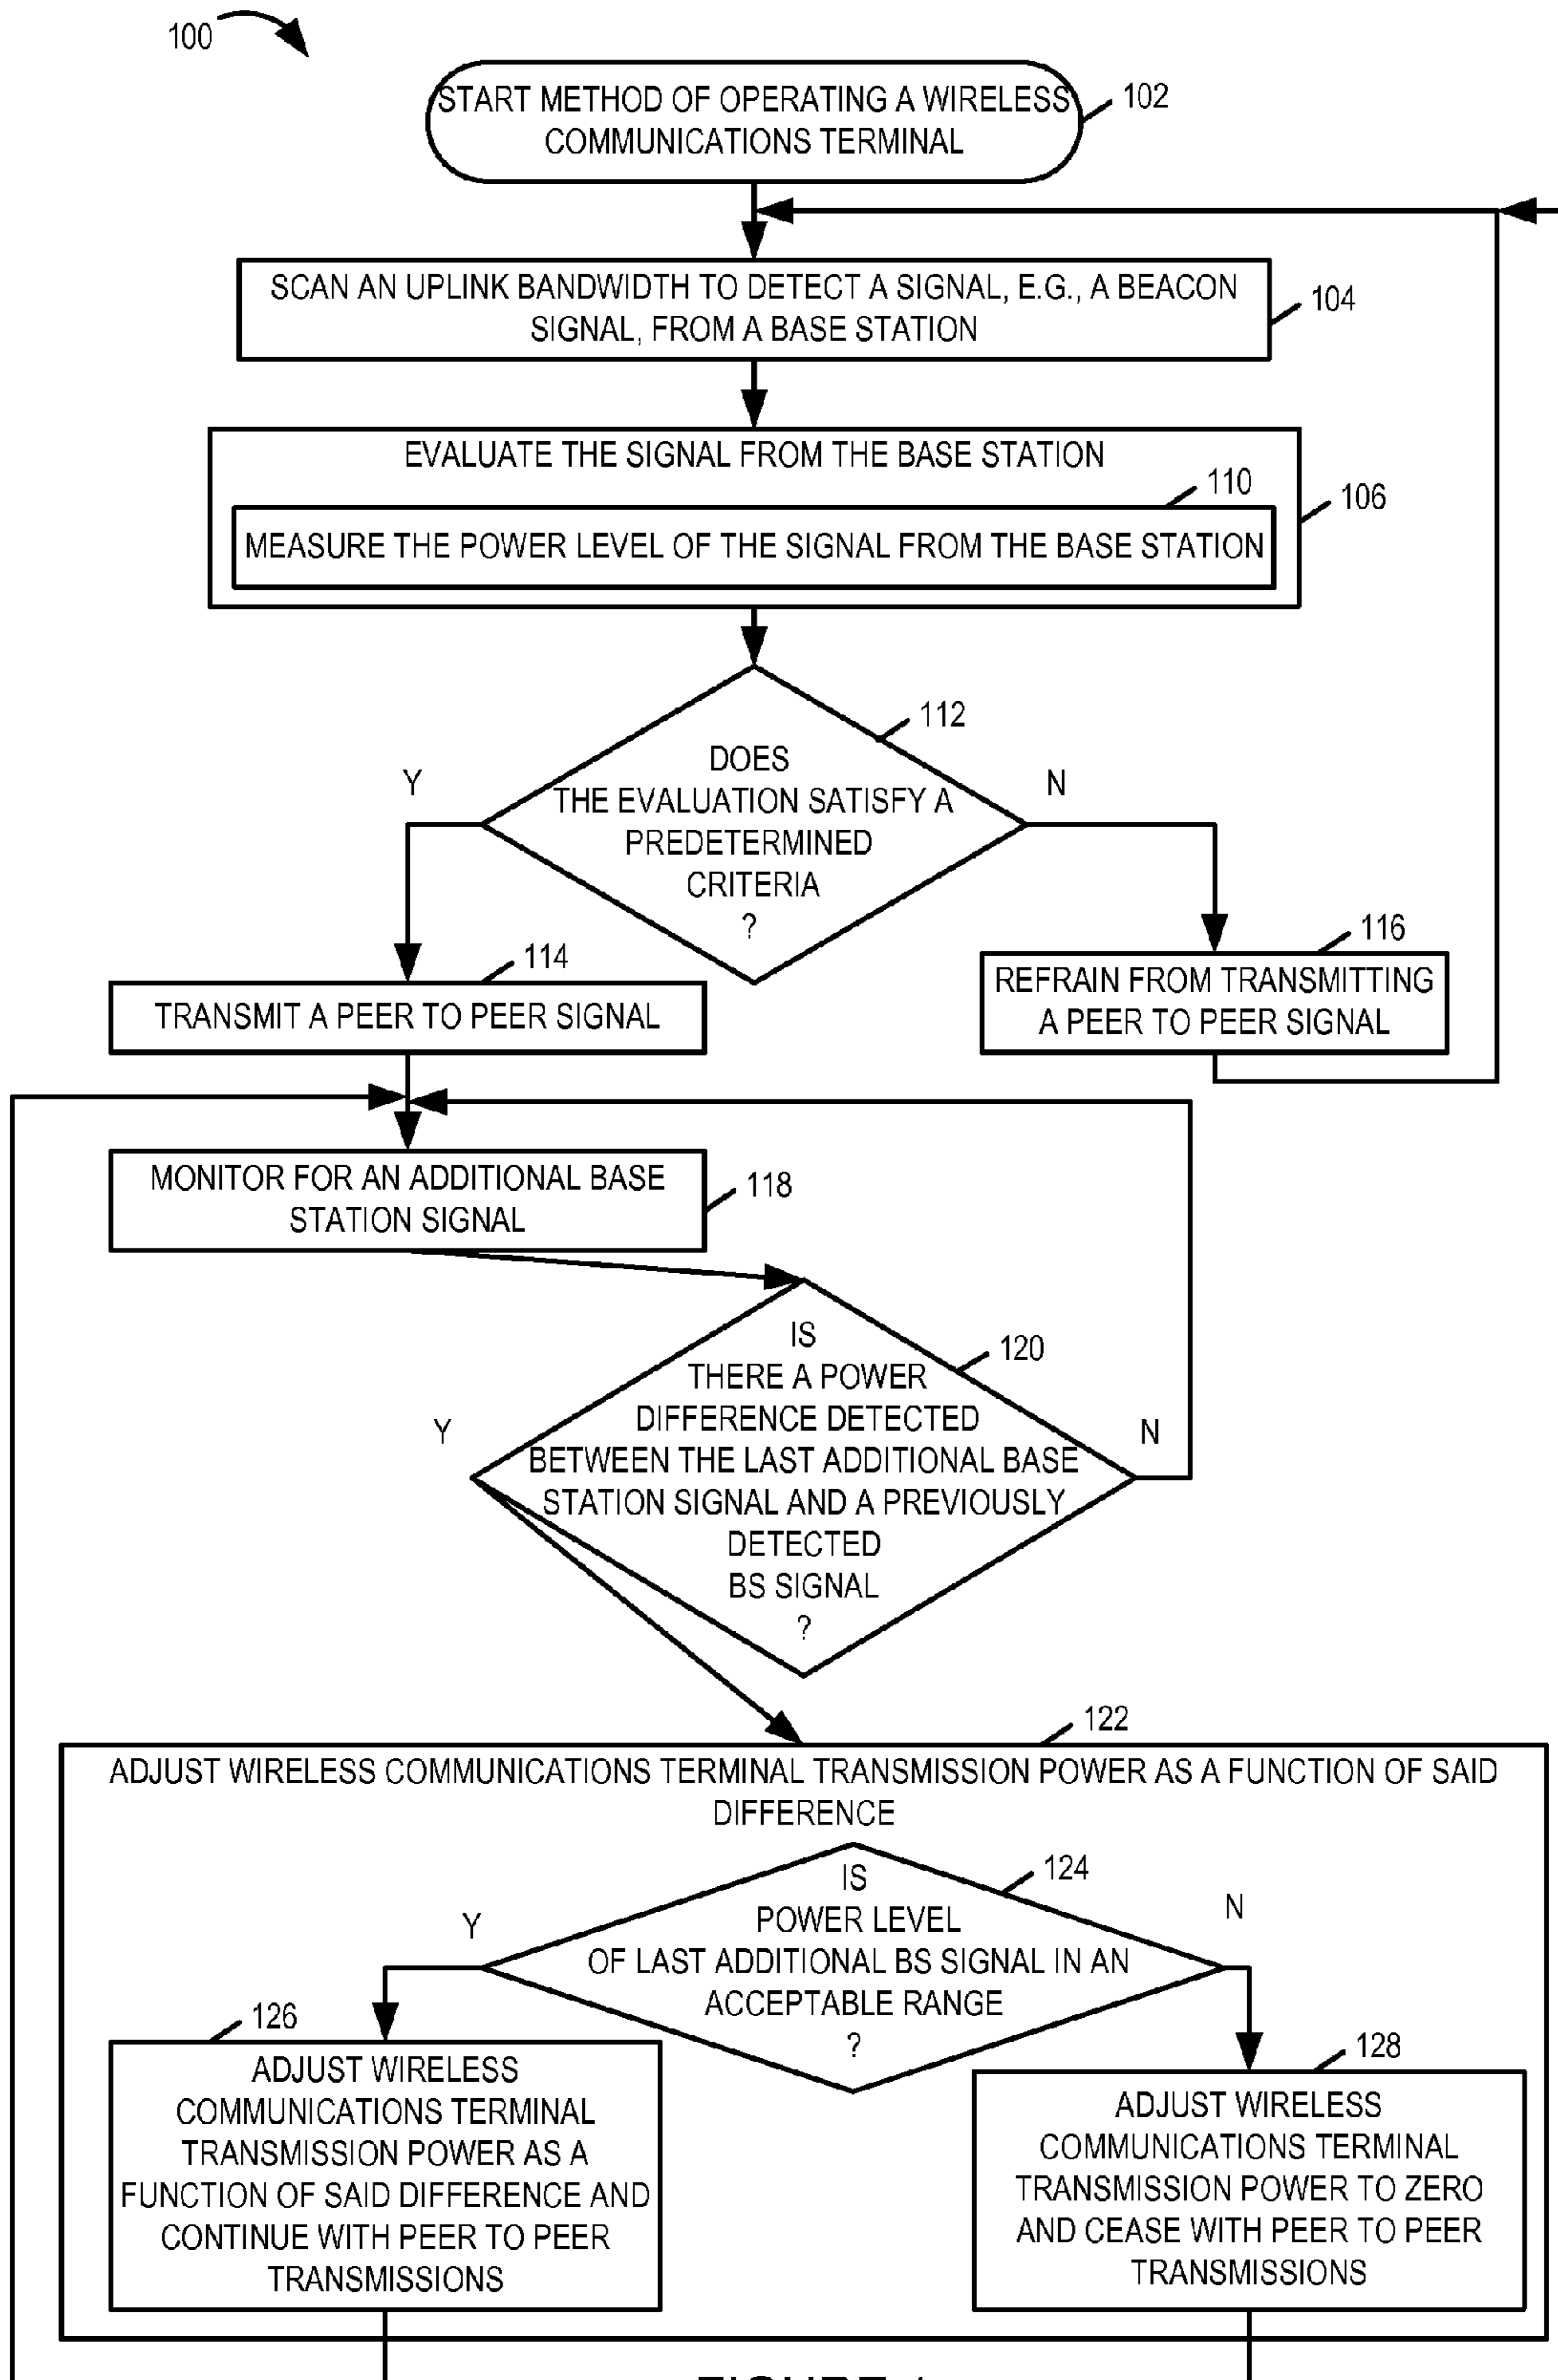 100
START METHOD OF OPERATING A WIRELESS
COMMUNICATIONS TERMINAL
102
SCAN AN UPLINK BANDWIDTH TO DETECT A SIGNAL, E.G., A BEACON
SIGNAL, FROM A BASE STATION
104
EVALUATE THE SIGNAL FROM THE BASE STATION
110
106
MEASURE THE POWER LEVEL OF THE SIGNAL FROM THE BASE STATION
112
DOES
THE EVALUATION SATISFY A
PREDETERMINED
CRITERIA
?
Y
N
114
TRANSMIT A PEER TO PEER SIGNAL
116
REFRAIN FROM TRANSMITTING
A PEER TO PEER SIGNAL
MONITOR FOR AN ADDITIONAL BASE
STATION SIGNAL
118
IS
THERE A POWER
DIFFERENCE DETECTED
BETWEEN THE LAST ADDITIONAL BASE
STATION SIGNAL AND A PREVIOUSLY
DETECTED
BS SIGNAL
?
120
Y
N
122
ADJUST WIRELESS COMMUNICATIONS TERMINAL TRANSMISSION POWER AS A FUNCTION OF SAID
DIFFERENCE
124
IS
POWER LEVEL
OF LAST ADDITIONAL BS SIGNAL IN AN
ACCEPTABLE RANGE
?
Y
N
126
ADJUST WIRELESS
COMMUNICATIONS TERMINAL
TRANSMISSION POWER AS A
FUNCTION OF SAID DIFFERENCE AND
CONTINUE WITH PEER TO PEER
TRANSMISSIONS
128
ADJUST WIRELESS
COMMUNICATIONS TERMINAL
TRANSMISSION POWER TO ZERO
AND CEASE WITH PEER TO PEER
TRANSMISSIONS